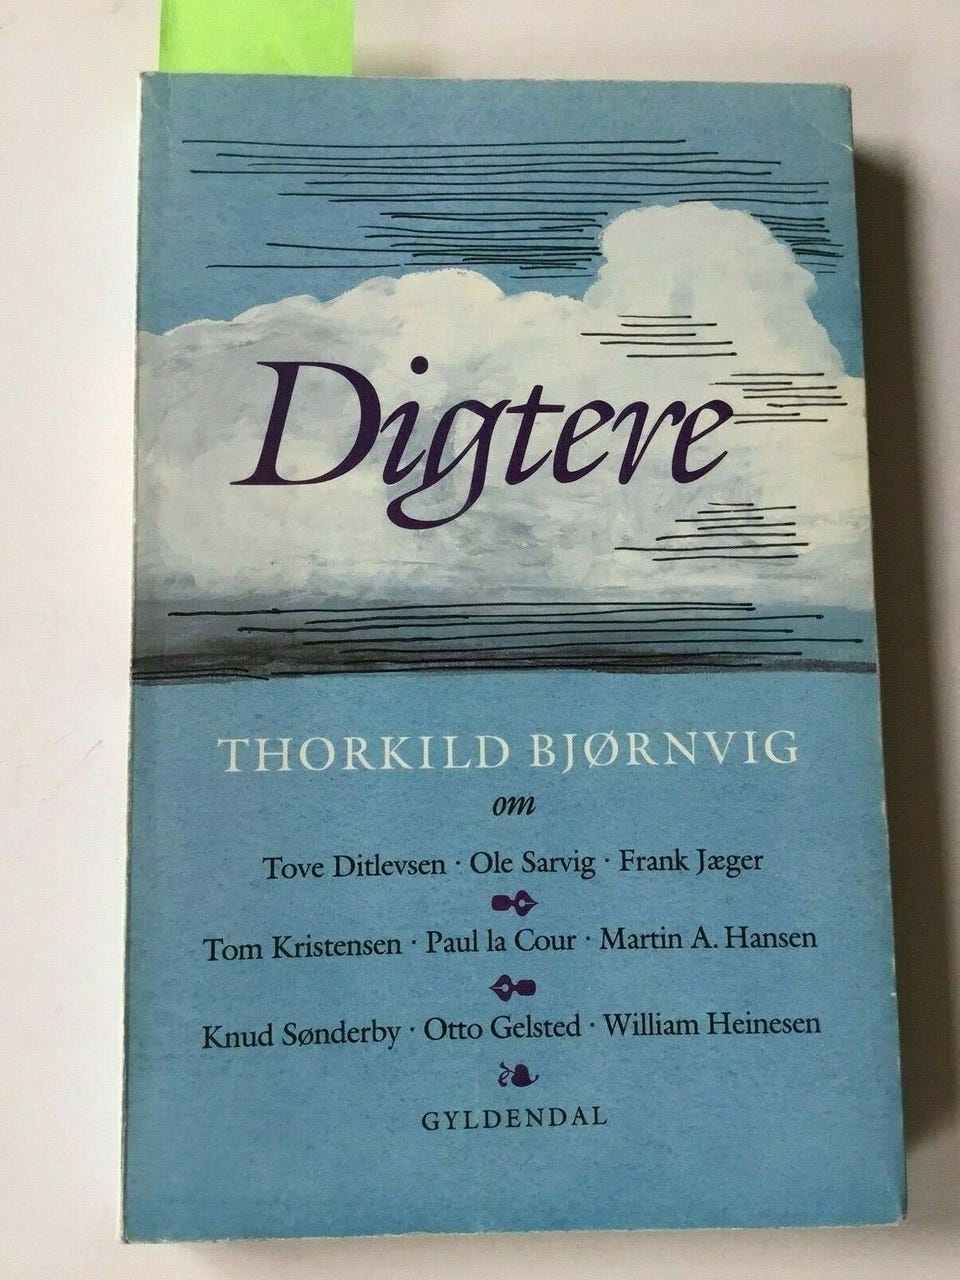 Digtere
THORKILD BJØRNVIG
om
Tove Ditlevsen · Ole Sarvig · Frank Jæger
Tom Kristensen · Paul la Cour · Martin A. Hansen
Knud Sønderby · Otto Gelsted · William Heinesen
GYLDENDAL